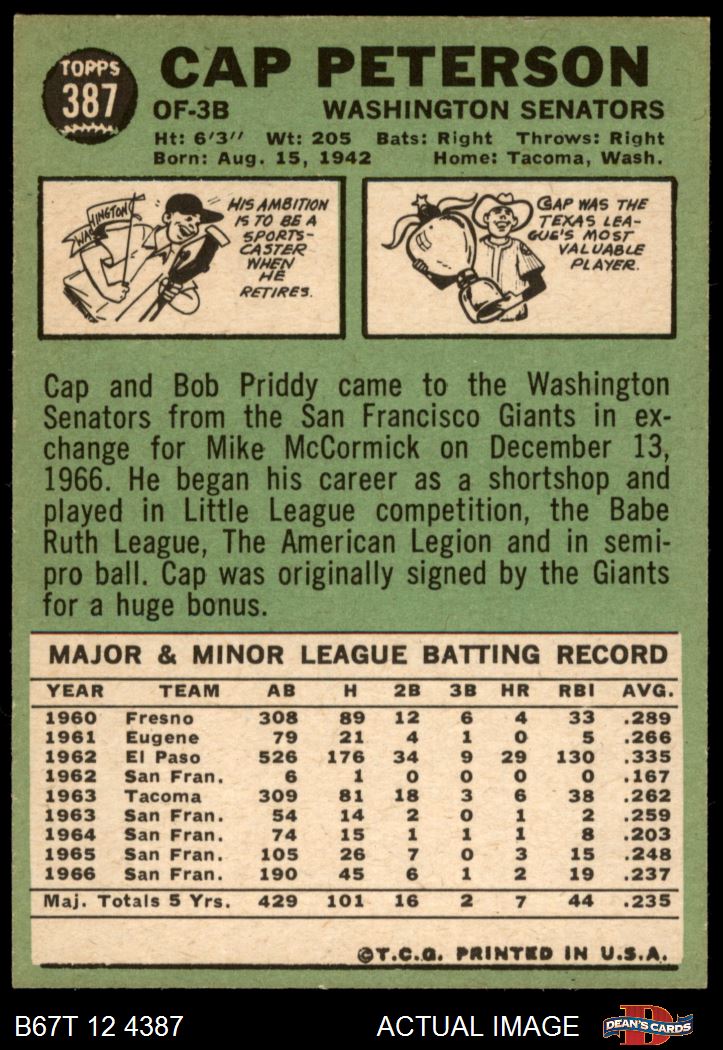 TOPPS
387
CAP PETERSON
OF-3B WASHINGTON SENATORS
Ht: 6'3" Wt: 205 Bats: Right Throws: Right
Born: Aug. 15, 1942 Home: Tacoma, Wash.
WASHINGTON
HIS AMBITION
IS TO BE A
SPORTS-
CASTER
WHEN
HE
RETIRES.
CAP WAS THE
TEXAS LEA-
GUE'S MOST
VALUABLE
PLAYER.
Cap and Bob Priddy came to the Washington
Senators from the San Francisco Giants in ex-
change for Mike McCormick on December 13,
1966. He began his career as a shortshop and
played in Little League competition, the Babe
Ruth League, The American Legion and in semi-
pro ball. Cap was originally signed by the Giants
for a huge bonus.
MAJOR & MINOR LEAGUE BATTING RECORD
YEAR TEAM AB H 2B 3B HR RBI AVG.
1960 Fresno 308 89 12 6 4 33 .289
1961 Eugene 79 21 4 1 0 5 .266
1962 El Paso 526 176 34 9 29 130 .335
1962 San Fran. 6 1 0 0 0 0 .167
1963 Tacoma 309 81 18 3 6 38 .262
1963 San Fran. 54 14 2 0 1 2 .259
1964 San Fran. 74 15 1 1 1 8 .203
1965 San Fran. 105 26 7 0 3 15 .248
1966 San Fran. 190 45 6 1 2 19 .237
Maj. Totals 5 Yrs. 429 101 16 2 7 44 .235
©T.C.G. PRINTED IN U.S.A.
B67T 12 4387 ACTUAL IMAGE
D
DEAN'S CARDS